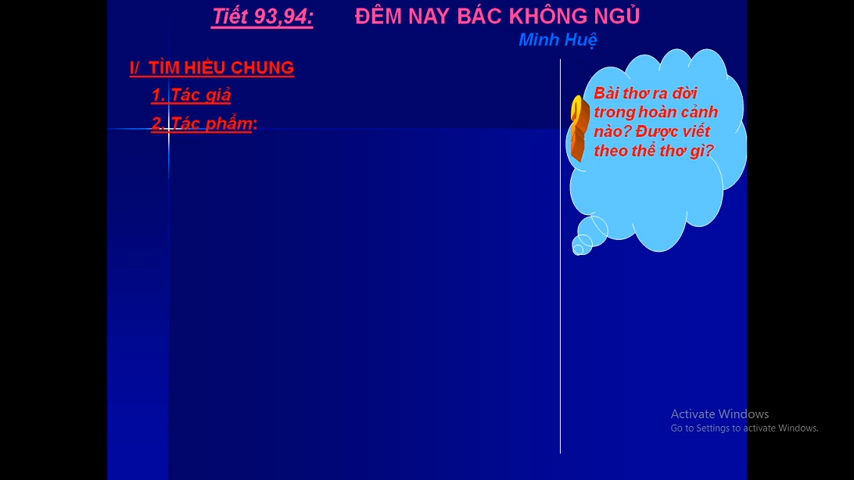 Tiết 93,94: ĐÊM NAY BÁC KHÔNG NGỦ
Minh Huệ
I/ TÌM HIỂU CHUNG
1. Tác giả
2. Tác phẩm:
Bài thơ ra đời
trong hoàn cảnh
nào? Được viết
theo thể thơ gì?
Activate Windows
Go to Settings to activate Windows.